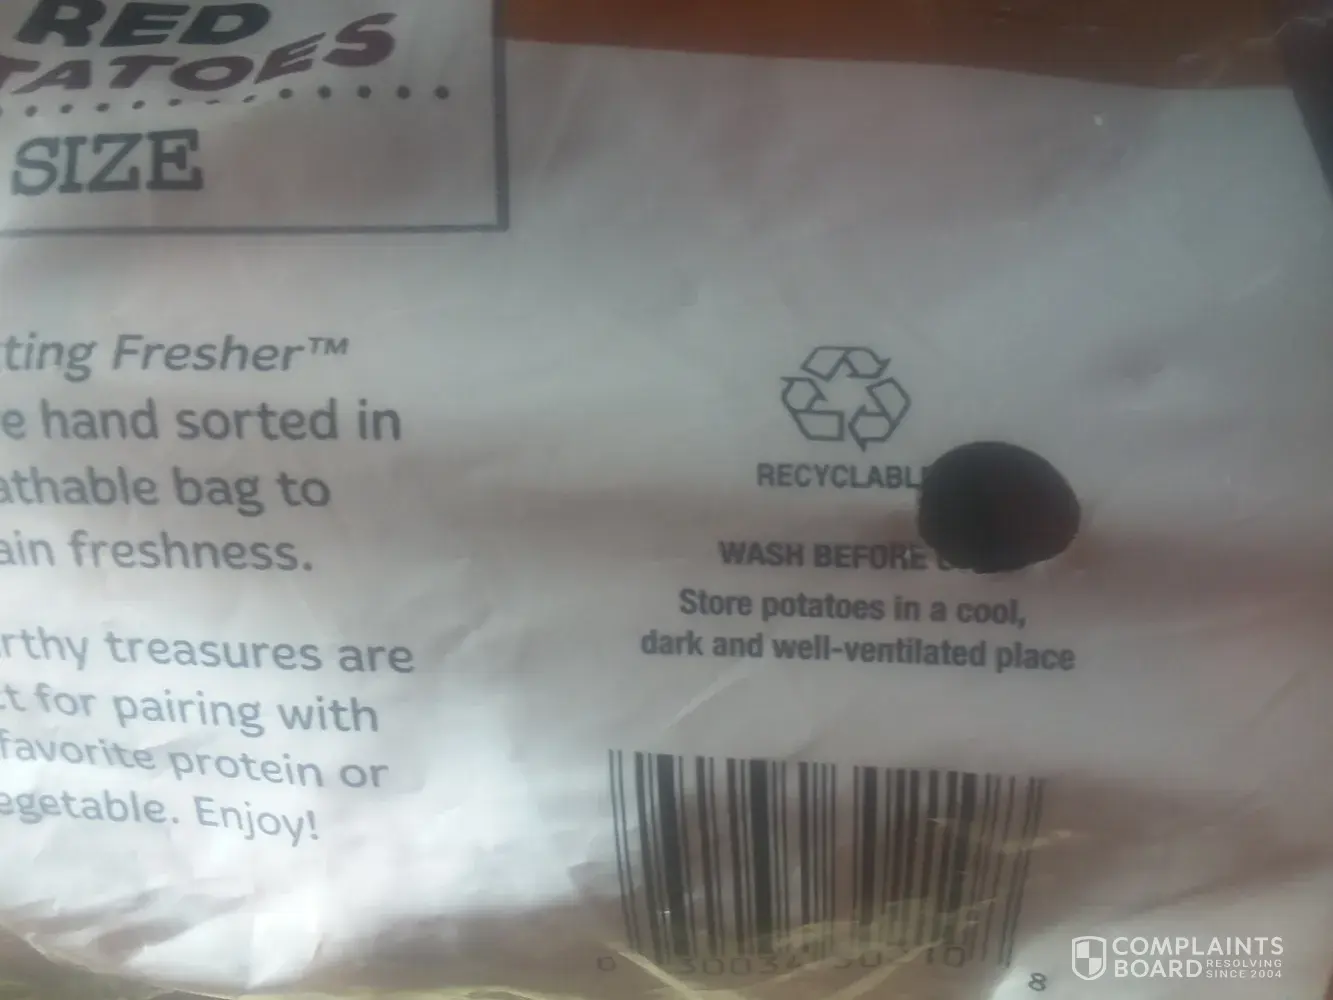 RED
TATOES
SIZE
ting Fresher™
e hand sorted in
athable bag to
ain freshness.
rthy treasures are
ct for pairing with
favorite protein or
egetable. Enjoy!
RECYCLABL
WASH BEFORE
Store potatoes in a cool,
dark and well-ventilated place
8
COMPLAINTS
BOARD RESOLVING
SINCE 2004